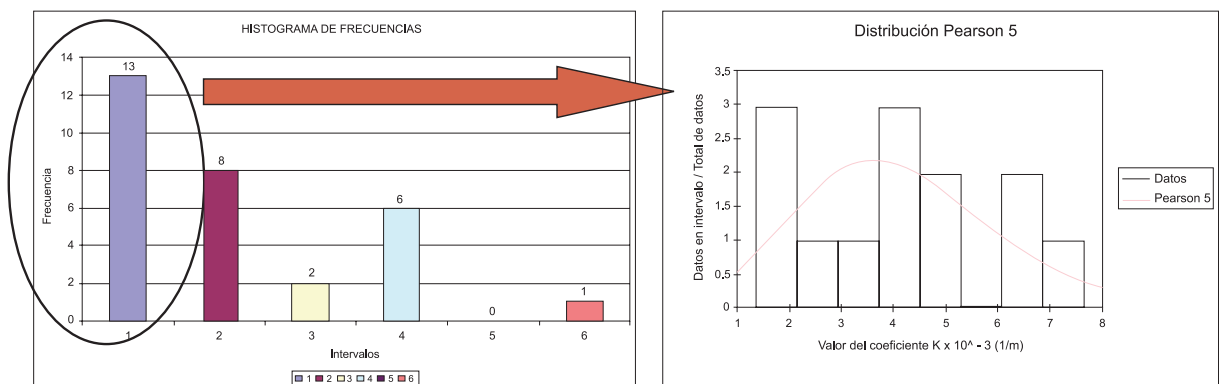 HISTOGRAMA DE FRECUENCIAS
Frecuencia
14
12
10
8
6
4
2
0
13
8
2
6
0
1
1 2 3 4 5 6
Intervalos
1 2 3 4 5 6
Distribución Pearson 5
Datos en intervalo / Total de datos
3,5
3
2,5
2
1,5
1
0,5
0
1 2 3 4 5 6 7 8
Valor del coeficiente K x 10^ - 3 (1/m)
Datos
Pearson 5